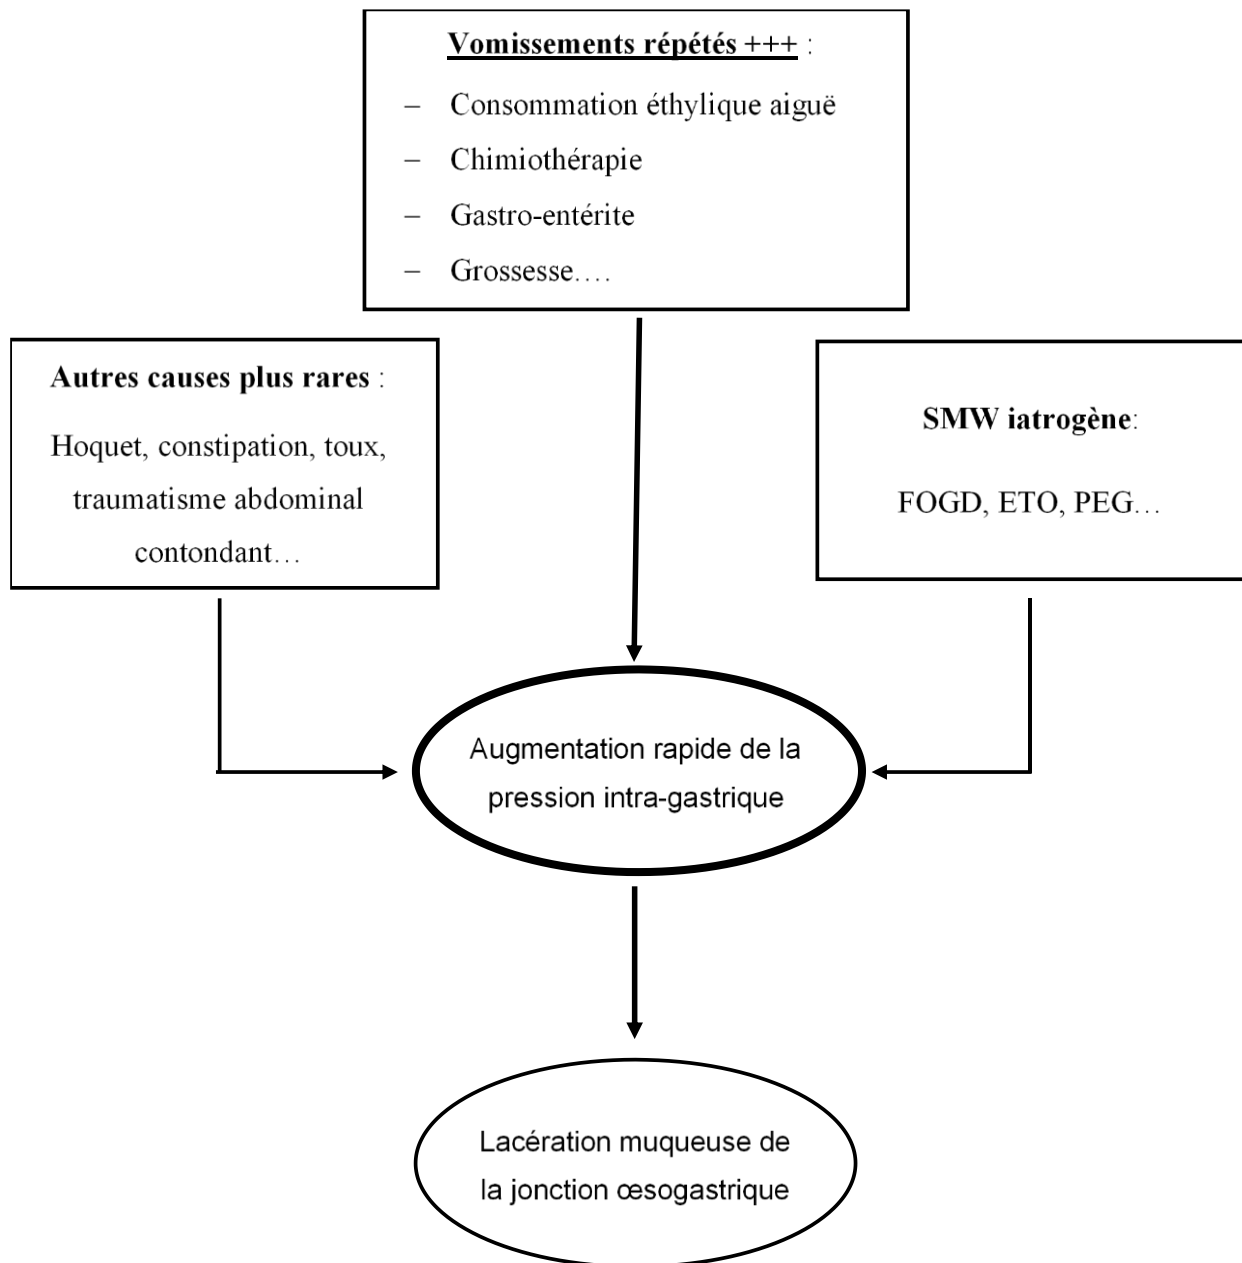 Vomissements répétés +++ :
– Consommation éthylique aiguë
– Chimiothérapie
– Gastro-entérite
– Grossesse….
Autres causes plus rares :
Hoquet, constipation, toux,
traumatisme abdominal
contondant…
SMW iatrogène:
FOGD, ETO, PEG…
Augmentation rapide de la
pression intra-gastrique
Lacération muqueuse de
la jonction œsogastrique